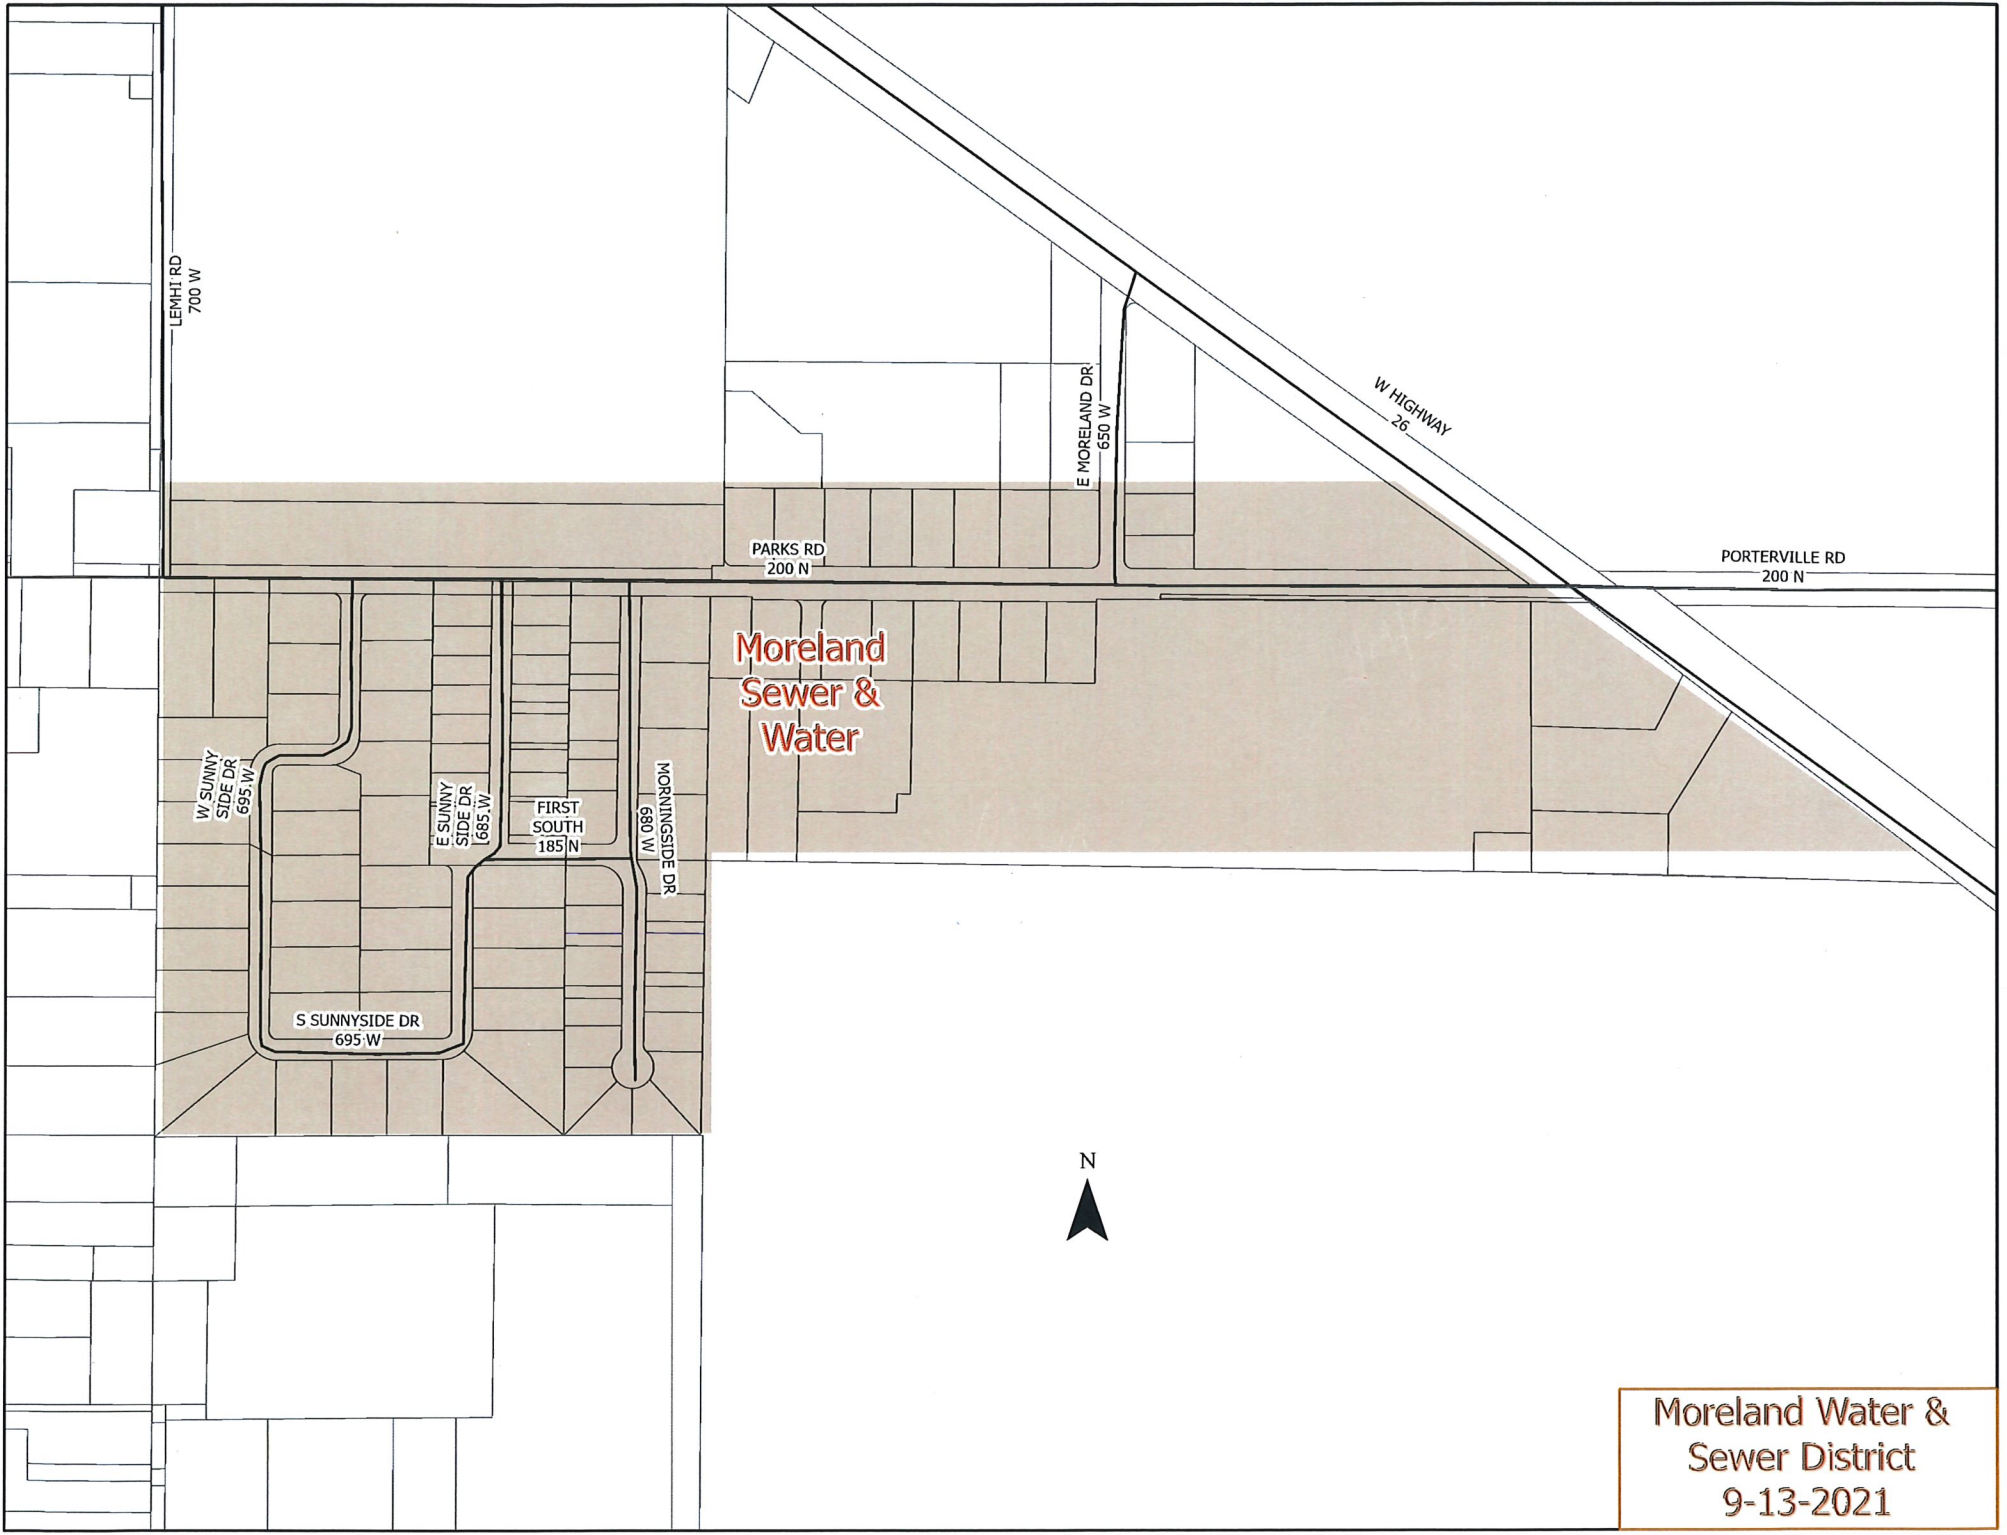 LEMHI RD
700 W
W HIGHWAY
26
E MORELAND DR
650 W
PARKS RD
200 N
PORTERVILLE RD
200 N
Moreland
Sewer &
Water
W SUNNY
SIDE DR
695 W
E SUNNY
SIDE DR
685 W
FIRST
SOUTH
185 N
MORNINGSIDE DR
680 W
S SUNNYSIDE DR
695 W
N
Moreland Water &
Sewer District
9-13-2021